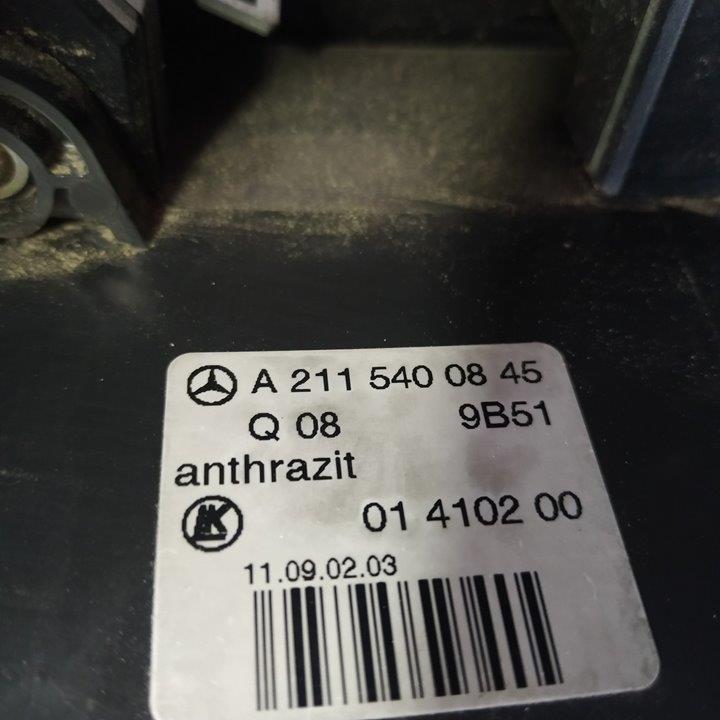 A 211 540 08 45
Q 08 9B51
anthrazit
01 4102 00
11.09.02.03